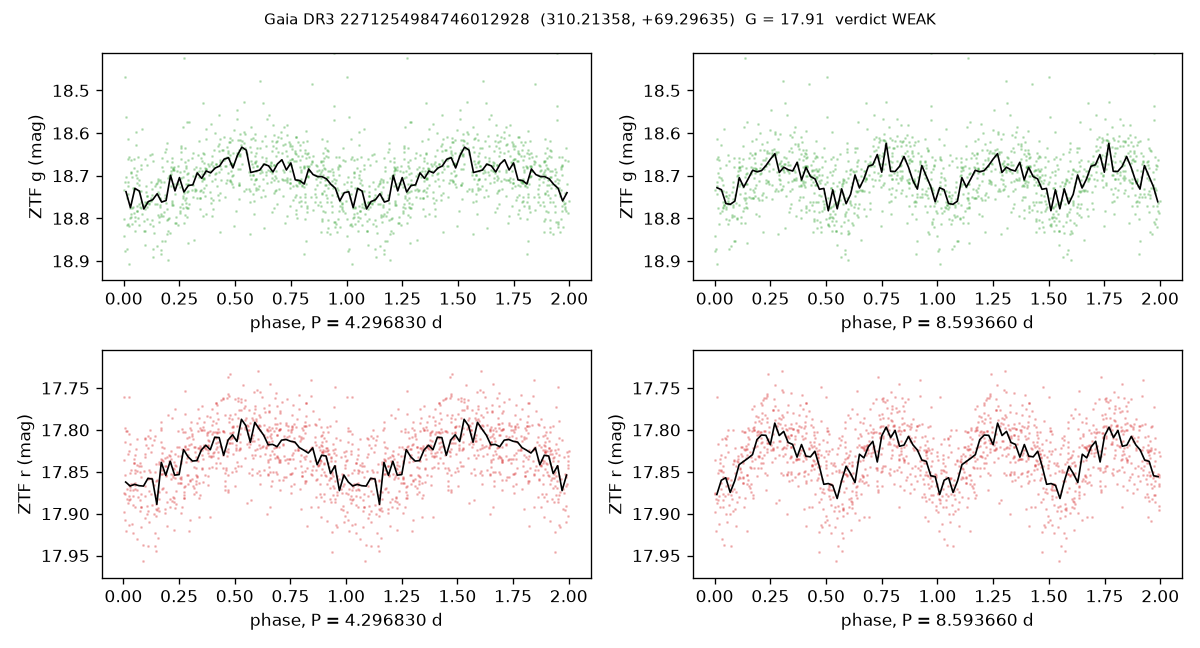 Gaia DR3 2271254984746012928  (310.21358, +69.29635)  G = 17.91  verdict WEAK
ZTF g (mag)
18.5
18.6
18.7
18.8
18.9
0.00 0.25 0.50 0.75 1.00 1.25 1.50 1.75 2.00
phase, P = 4.296830 d
ZTF g (mag)
18.5
18.6
18.7
18.8
18.9
0.00 0.25 0.50 0.75 1.00 1.25 1.50 1.75 2.00
phase, P = 8.593660 d
ZTF r (mag)
17.75
17.80
17.85
17.90
17.95
0.00 0.25 0.50 0.75 1.00 1.25 1.50 1.75 2.00
phase, P = 4.296830 d
ZTF r (mag)
17.75
17.80
17.85
17.90
17.95
0.00 0.25 0.50 0.75 1.00 1.25 1.50 1.75 2.00
phase, P = 8.593660 d